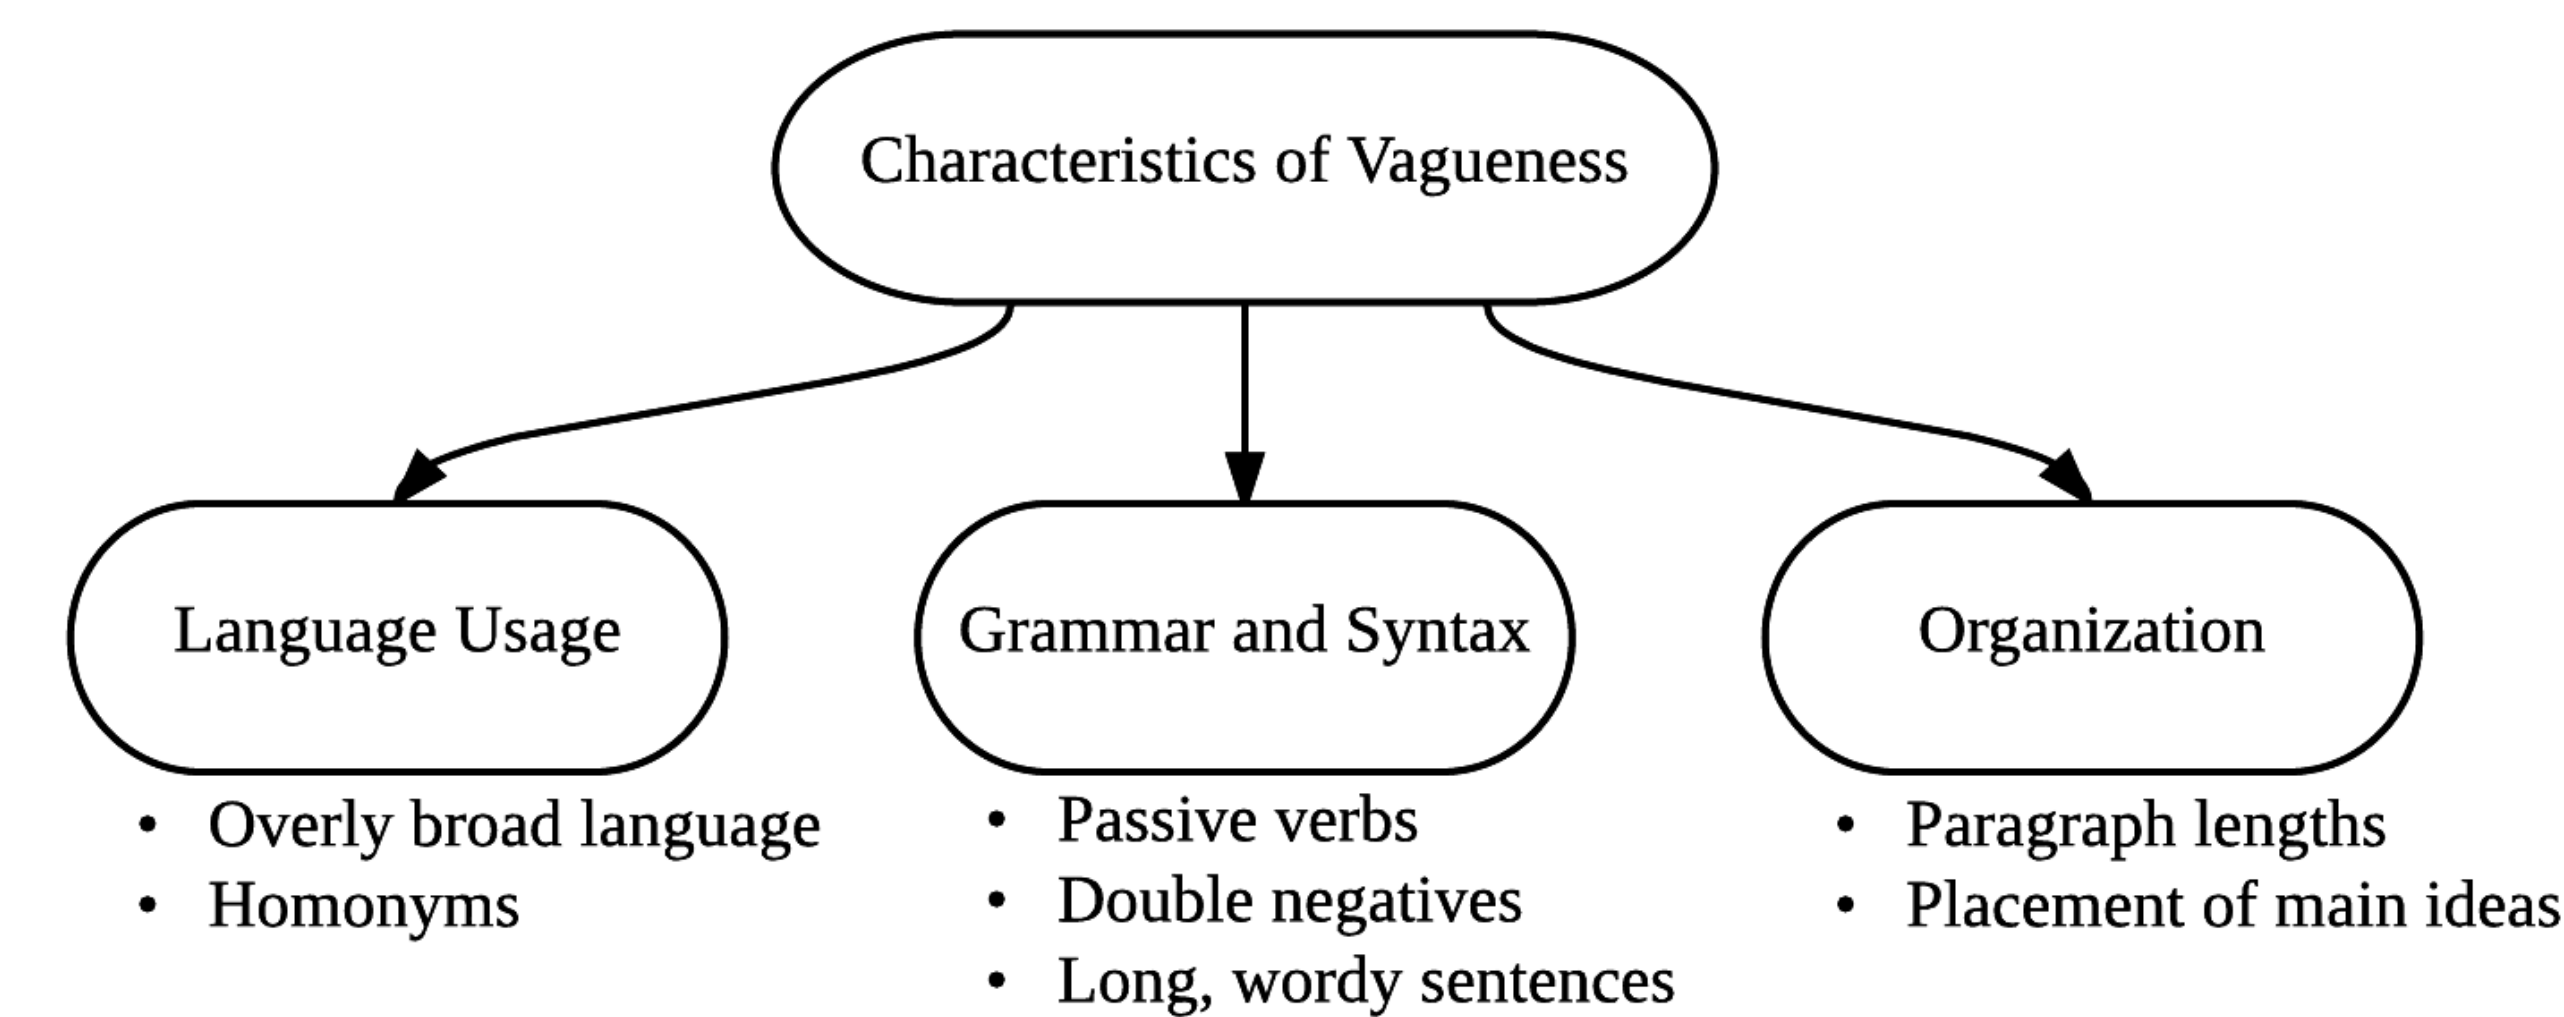 Characteristics of Vagueness
Language Usage
• Overly broad language
• Homonyms
Grammar and Syntax
• Passive verbs
• Double negatives
• Long, wordy sentences
Organization
• Paragraph lengths
• Placement of main ideas